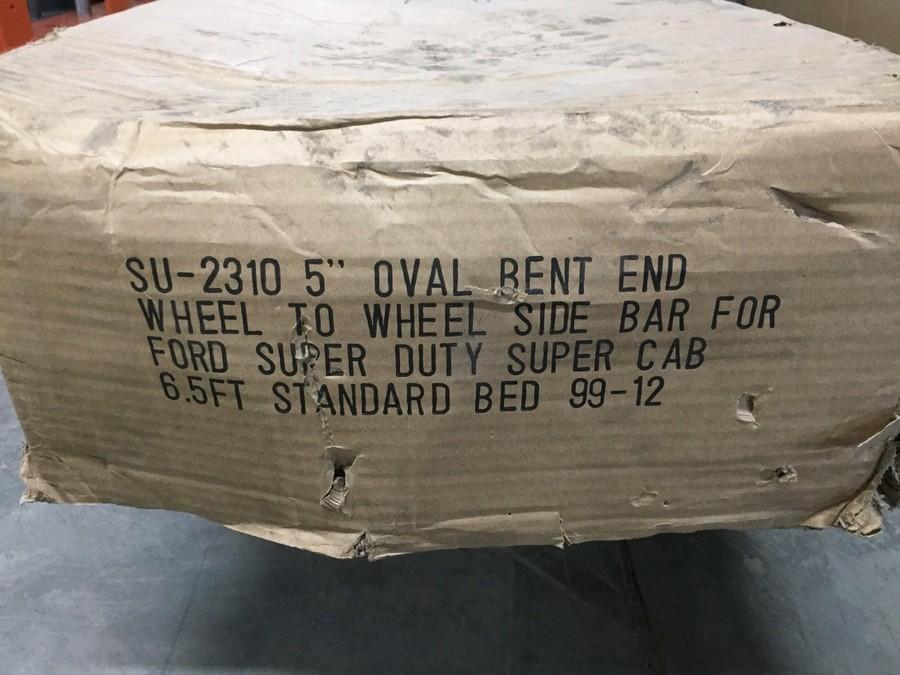 SU-2310 5" OVAL BENT END
WHEEL TO WHEEL SIDE BAR FOR
FORD SUPER DUTY SUPER CAB
6.5FT STANDARD BED 99-12